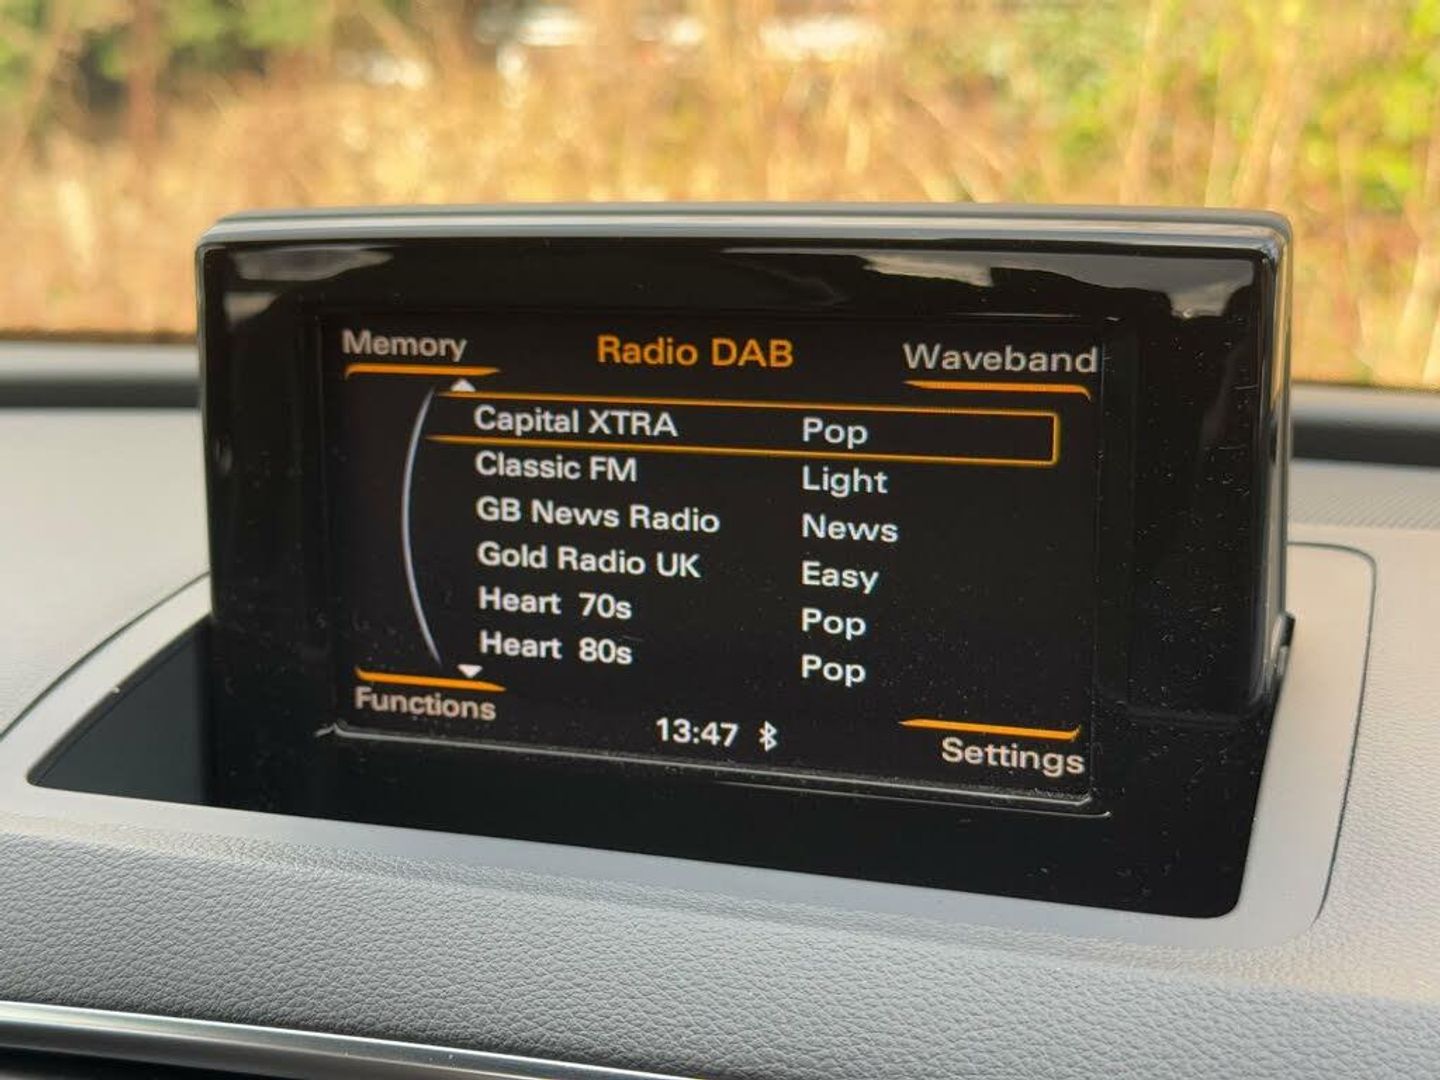 Memory Radio DAB Waveband
Capital XTRA Pop
Classic FM Light
GB News Radio News
Gold Radio UK Easy
Heart 70s Pop
Heart 80s Pop
Functions 13:47 Settings